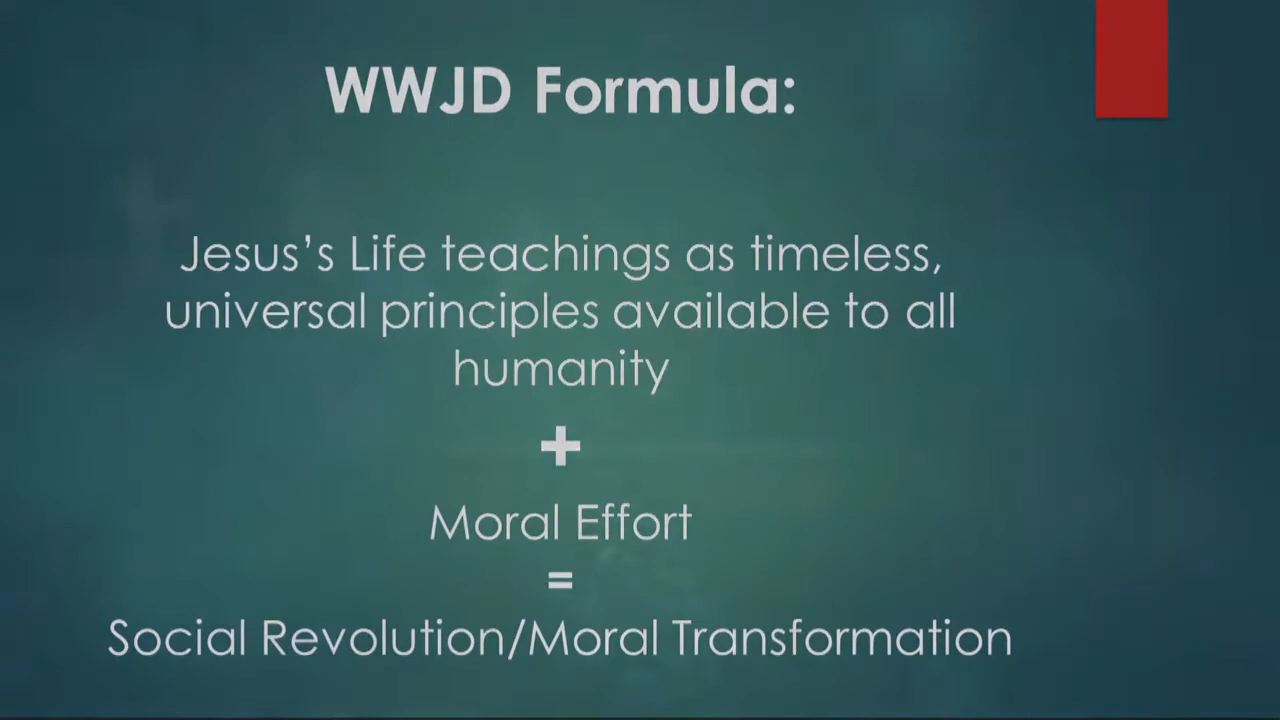 WWJD Formula:
Jesus’s Life teachings as timeless,
universal principles available to all
humanity
+
Moral Effort
=
Social Revolution/Moral Transformation